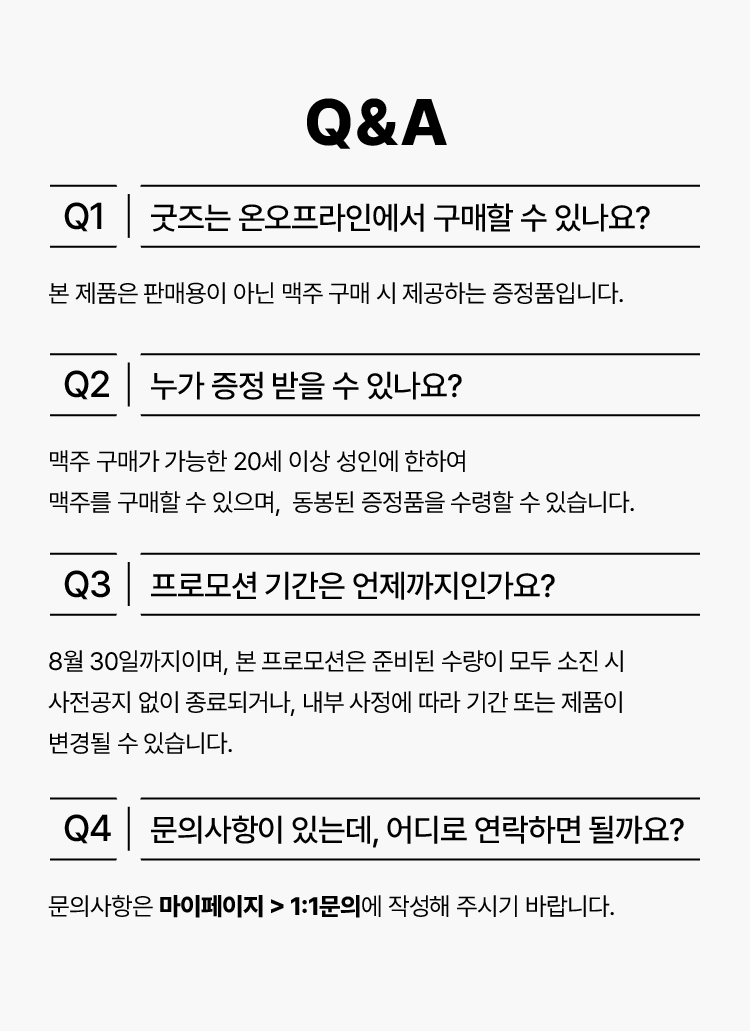 Q&A
Q1 굿즈는 온오프라인에서 구매할 수 있나요?
본 제품은 판매용이 아닌 맥주 구매 시 제공하는 증정품입니다.
Q2 누가 증정 받을 수 있나요?
맥주 구매가 가능한 20세 이상 성인에 한하여
맥주를 구매할 수 있으며, 동봉된 증정품을 수령할 수 있습니다.
Q3 프로모션 기간은 언제까지인가요?
8월 30일까지이며, 본 프로모션은 준비된 수량이 모두 소진 시
사전공지 없이 종료되거나, 내부 사정에 따라 기간 또는 제품이
변경될 수 있습니다.
Q4 문의사항이 있는데, 어디로 연락하면 될까요?
문의사항은 마이페이지 > 1:1문의에 작성해 주시기 바랍니다.